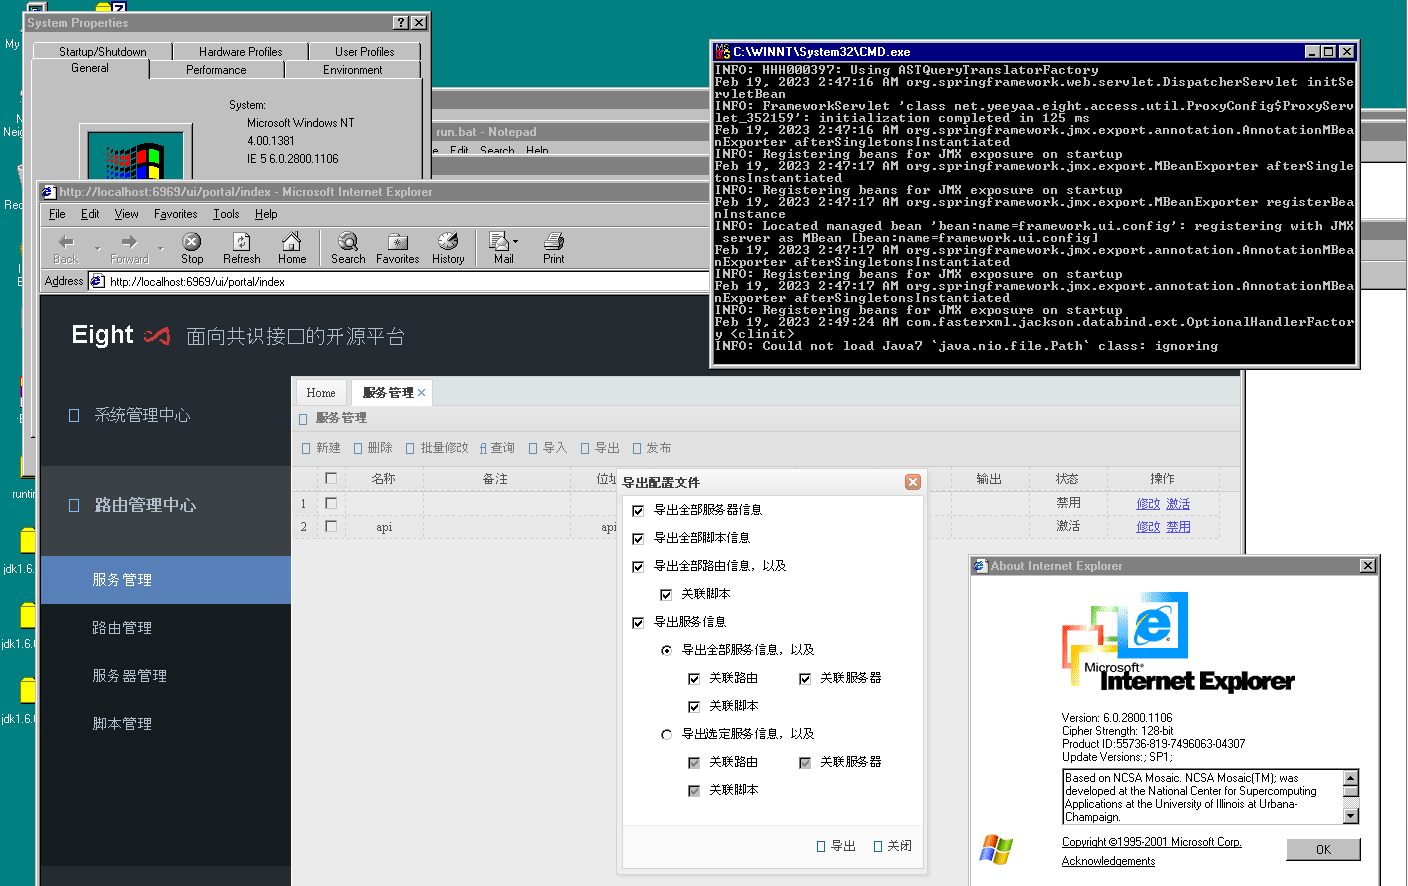 System Properties
Startup/Shutdown
Hardware Profiles
User Profiles
General
Performance
Environment
System:
Microsoft Windows NT
4.00.1381
IE 5 6.0.2800.1106
My
Neig
Rec
runtin
jdk1.6.
jdk1.6.0
jdk1.6.0
run.bat - Notepad
Edit Search Help
C:\WINNT\System32\CMD.exe
INFO: HHH000397: Using ASTQueryTranslatorFactory
Feb 19, 2023 2:47:16 AM org.springframework.web.servlet.DispatcherServlet initSe
rvletBean
INFO: FrameworkServlet 'class net.yeeyaa.eight.access.util.ProxyConfig$ProxyServ
let_352159': initialization completed in 125 ms
Feb 19, 2023 2:47:16 AM org.springframework.jmx.export.annotation.AnnotationMBea
nExporter afterSingletonsInstantiated
INFO: Registering beans for JMX exposure on startup
Feb 19, 2023 2:47:17 AM org.springframework.jmx.export.MBeanExporter afterSingle
tonsInstantiated
INFO: Registering beans for JMX exposure on startup
Feb 19, 2023 2:47:17 AM org.springframework.jmx.export.MBeanExporter registerBea
nInstance
INFO: Located managed bean 'bean:name=framework.ui.config': registering with JMX
server as MBean [bean:name=framework.ui.config]
Feb 19, 2023 2:47:17 AM org.springframework.jmx.export.annotation.AnnotationMBea
nExporter afterSingletonsInstantiated
INFO: Registering beans for JMX exposure on startup
Feb 19, 2023 2:47:17 AM org.springframework.jmx.export.annotation.AnnotationMBea
nExporter afterSingletonsInstantiated
INFO: Registering beans for JMX exposure on startup
Feb 19, 2023 2:49:24 AM com.fasterxml.jackson.databind.ext.OptionalHandlerFactor
y <clinit>
INFO: Could not load Java7 `java.nio.file.Path` class: ignoring
http://localhost:6969/ui/portal/index - Microsoft Internet Explorer
File Edit View Favorites Tools Help
Back Forward Stop Refresh Home Search Favorites History Mail Print
Address http://localhost:6969/ui/portal/index
Eight 面向共识接口的开源平台
系统管理中心
路由管理中心
服务管理
路由管理
服务器管理
脚本管理
Home 服务管理 ×
服务管理
新建 删除 批量修改 查询 导入 导出 发布
名称 备注 位址 输出 状态 操作
1 禁用 修改 激活
2 api api 激活 修改 禁用
导出配置文件
导出全部服务器信息
导出全部脚本信息
导出全部路由信息，以及
关联脚本
导出服务信息
导出全部服务信息，以及
关联路由 关联服务器
关联脚本
导出选定服务信息，以及
关联路由 关联服务器
关联脚本
导出 关闭
About Internet Explorer
Microsoft®
Internet Explorer
Version: 6.0.2800.1106
Cipher Strength: 128-bit
Product ID:55736-819-7496063-04307
Update Versions:; SP1;
Based on NCSA Mosaic. NCSA Mosaic(TM); was
developed at the National Center for Supercomputing
Applications at the University of Illinois at Urbana-
Champaign.
Copyright ©1995-2001 Microsoft Corp.
Acknowledgements
OK